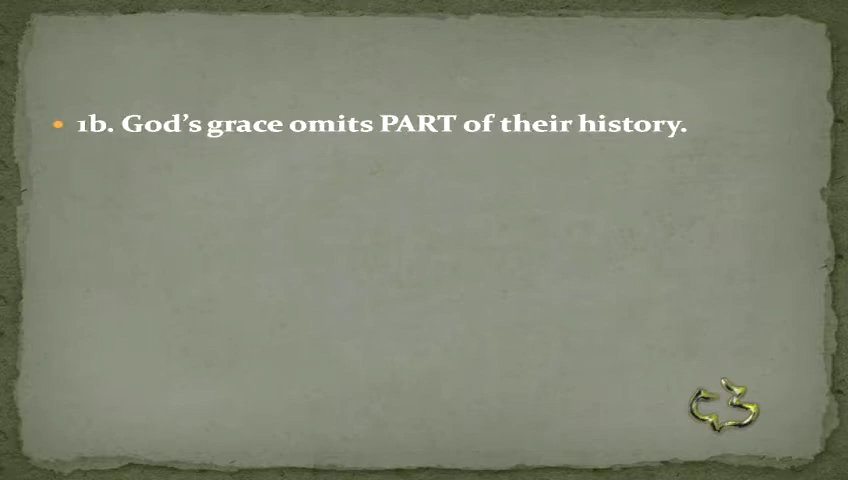 • 1b. God's grace omits PART of their history.